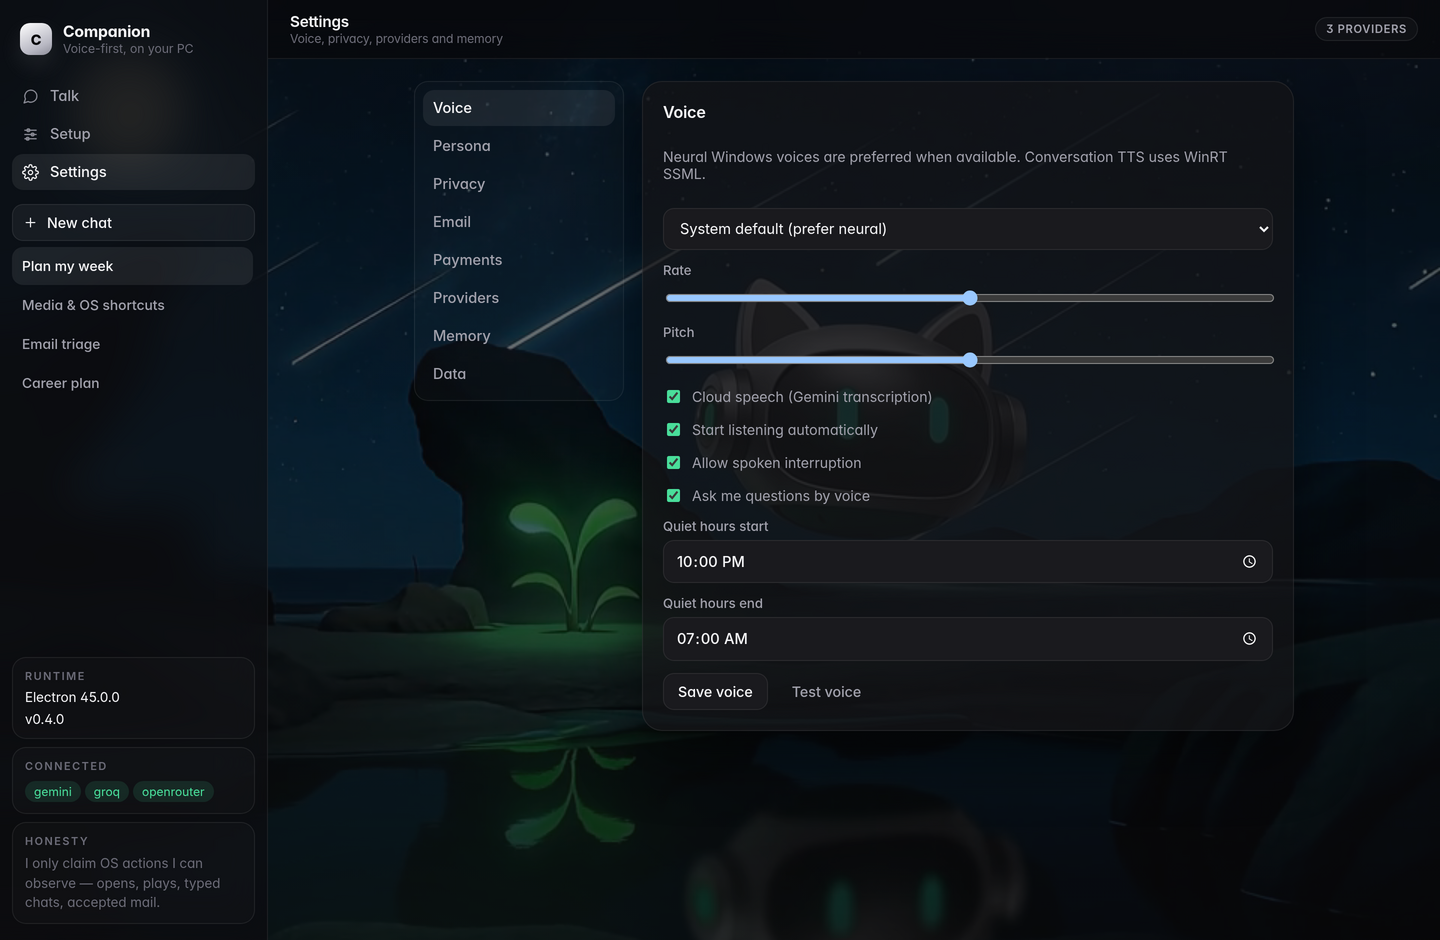 C
Companion
Voice-first, on your PC
Talk
Setup
Settings
New chat
Plan my week
Media & OS shortcuts
Email triage
Career plan
RUNTIME
Electron 45.0.0
v0.4.0
CONNECTED
gemini groq openrouter
HONESTY
I only claim OS actions I can
observe — opens, plays, typed
chats, accepted mail.
Settings
Voice, privacy, providers and memory
3 PROVIDERS
Voice
Persona
Privacy
Email
Payments
Providers
Memory
Data
Voice
Neural Windows voices are preferred when available. Conversation TTS uses WinRT
SSML.
System default (prefer neural)
Rate
Pitch
Cloud speech (Gemini transcription)
Start listening automatically
Allow spoken interruption
Ask me questions by voice
Quiet hours start
10:00 PM
Quiet hours end
07:00 AM
Save voice
Test voice